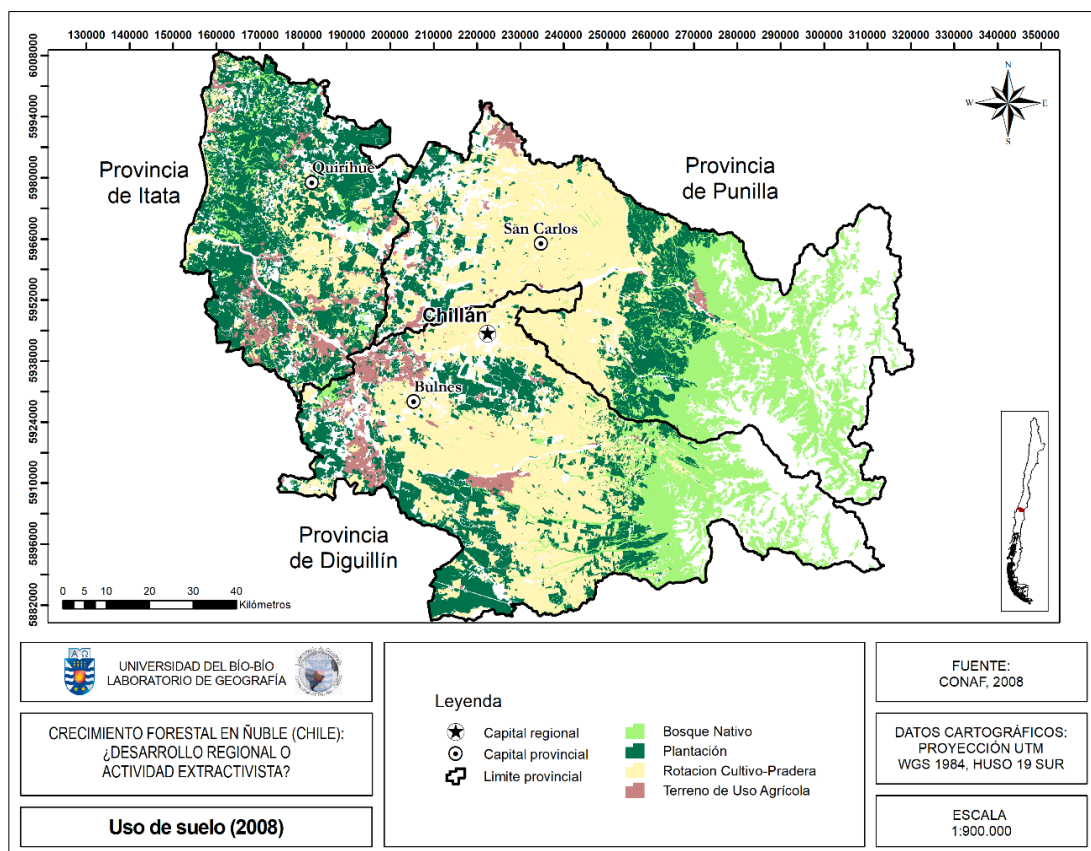 130000 140000 150000 160000 170000 180000 190000 200000 210000 220000 230000 240000 250000 260000 270000 280000 290000 300000 310000 320000 330000 340000 350000
6008000
5994000
5980000
5966000
5952000
5938000
5924000
5910000
5896000
5882000
N
W E
S
Provincia
de Itata
Quirihue
Provincia
de Punilla
San Carlos
Chillán
Bulnes
Provincia
de Diguillín
0 5 10 20 30 40
Kilómetros
UNIVERSIDAD DEL BÍO-BÍO
LABORATORIO DE GEOGRAFÍA
CRECIMIENTO FORESTAL EN ÑUBLE (CHILE):
¿DESARROLLO REGIONAL O
ACTIVIDAD EXTRACTIVISTA?
Uso de suelo (2008)
Leyenda
Capital regional
Capital provincial
Limite provincial
Bosque Nativo
Plantación
Rotacion Cultivo-Pradera
Terreno de Uso Agrícola
FUENTE:
CONAF, 2008
DATOS CARTOGRÁFICOS:
PROYECCIÓN UTM
WGS 1984, HUSO 19 SUR
ESCALA
1:900.000